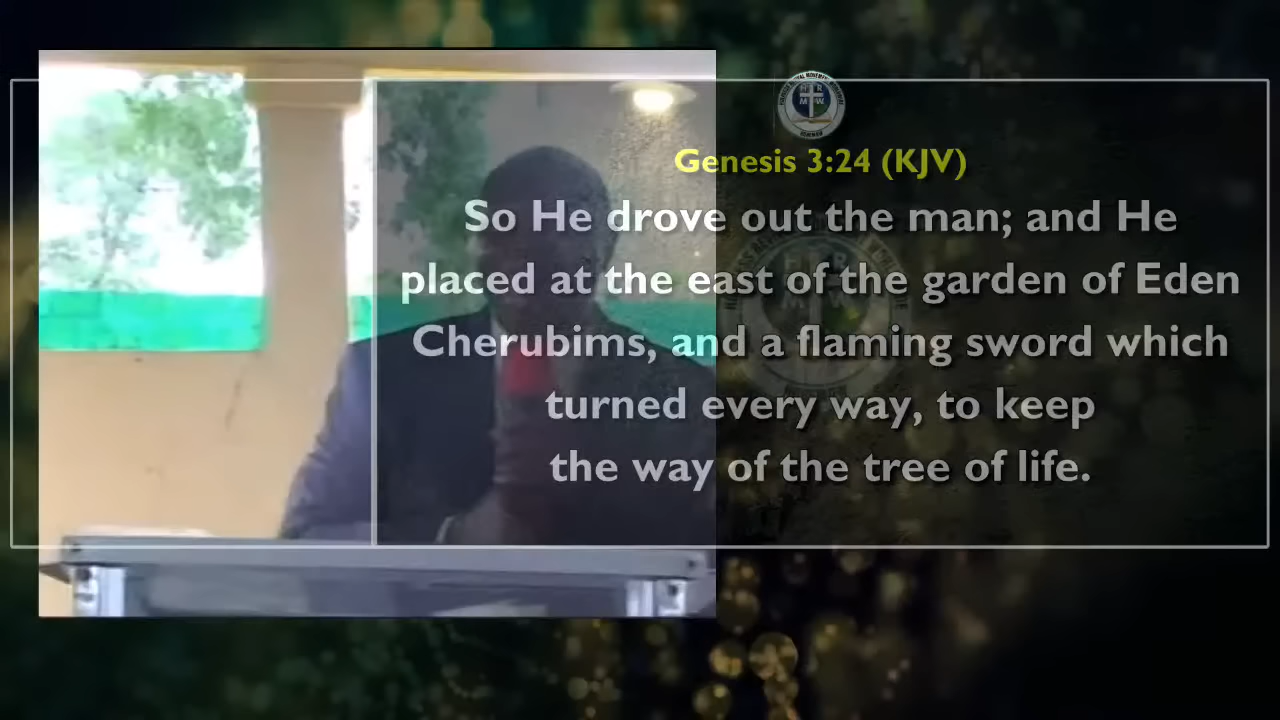 H R
M W
Genesis 3:24 (KJV)
So He drove out the man; and He
placed at the east of the garden of Eden
Cherubims, and a flaming sword which
turned every way, to keep
the way of the tree of life.